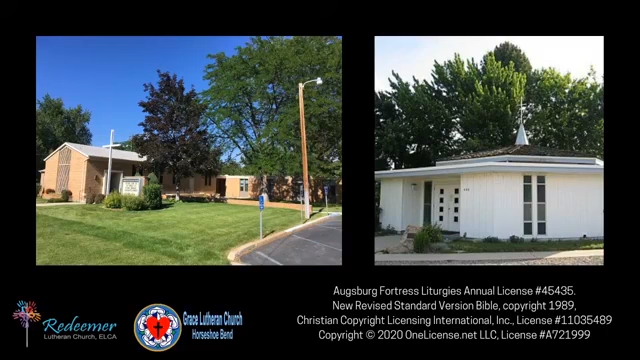 Augsburg Fortress Liturgies Annual License #45435.
New Revised Standard Version Bible, copyright 1989,
Christian Copyright Licensing International, Inc., License #11035489
Copyright © 2020 OneLicense.net LLC, License #A721999
Redeemer
Lutheran Church, ELCA
Grace Lutheran Church
Horseshoe Bend